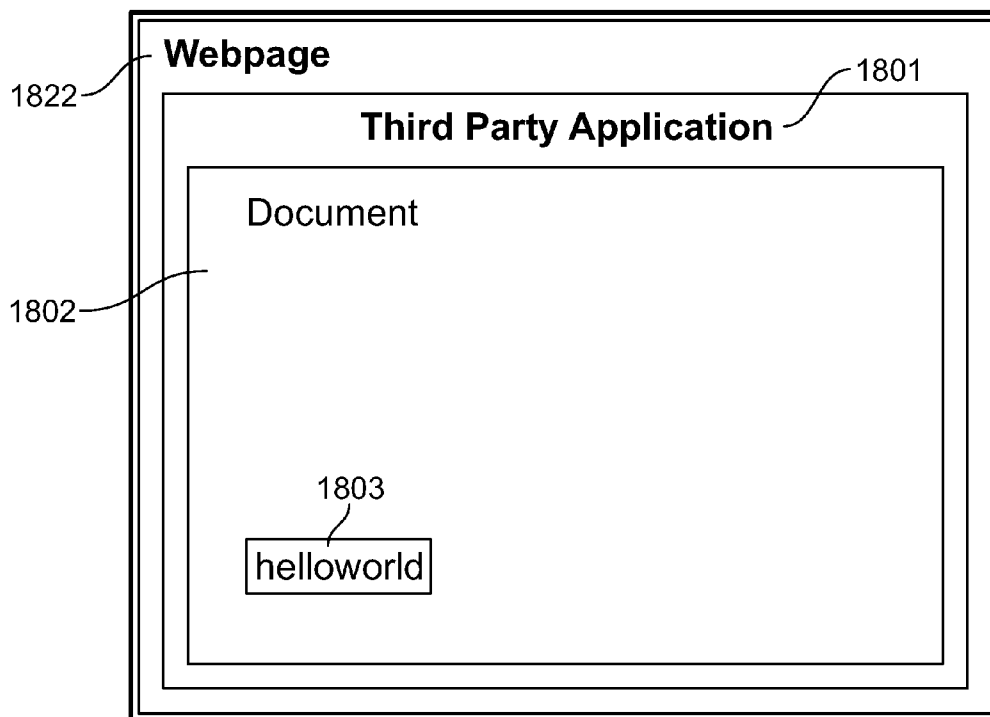 Webpage
1822
1801
Third Party Application
Document
1802
1803
helloworld